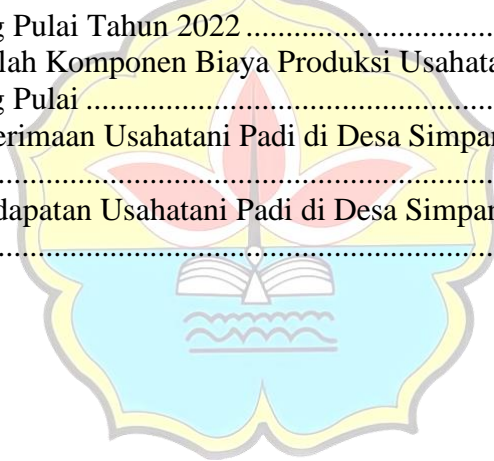 g Pulai Tahun 2022 ....................................
lah Komponen Biaya Produksi Usahata
g Pulai .............................................................
erimaan Usahatani Padi di Desa Simpan
...........................................................................
dapatan Usahatani Padi di Desa Simpan
...........................................................................